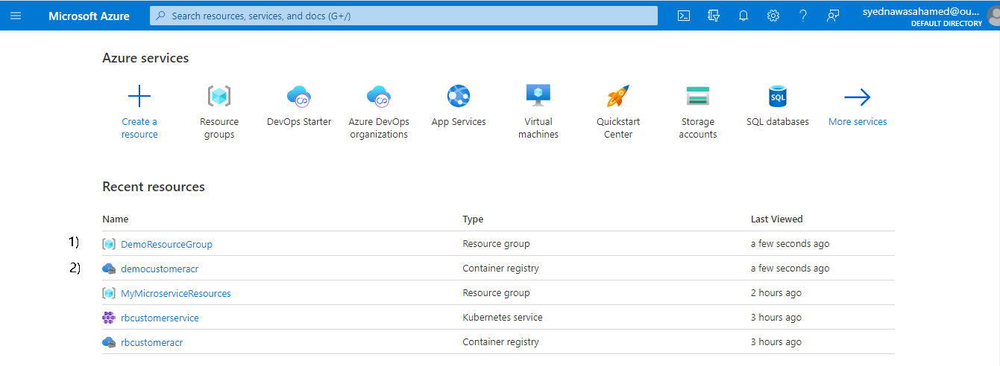 Microsoft Azure
Search resources, services, and docs (G+/)
syednawasahamed@ou...
DEFAULT DIRECTORY
Azure services
Create a
resource
Resource
groups
DevOps Starter
Azure DevOps
organizations
App Services
Virtual
machines
Quickstart
Center
Storage
accounts
SQL
SQL databases
More services
Recent resources
Name Type Last Viewed
1) DemoResourceGroup Resource group a few seconds ago
2) democustomeracr Container registry a few seconds ago
MyMicroserviceResources Resource group 2 hours ago
rbcustomerservice Kubernetes service 3 hours ago
rbcustomeracr Container registry 3 hours ago